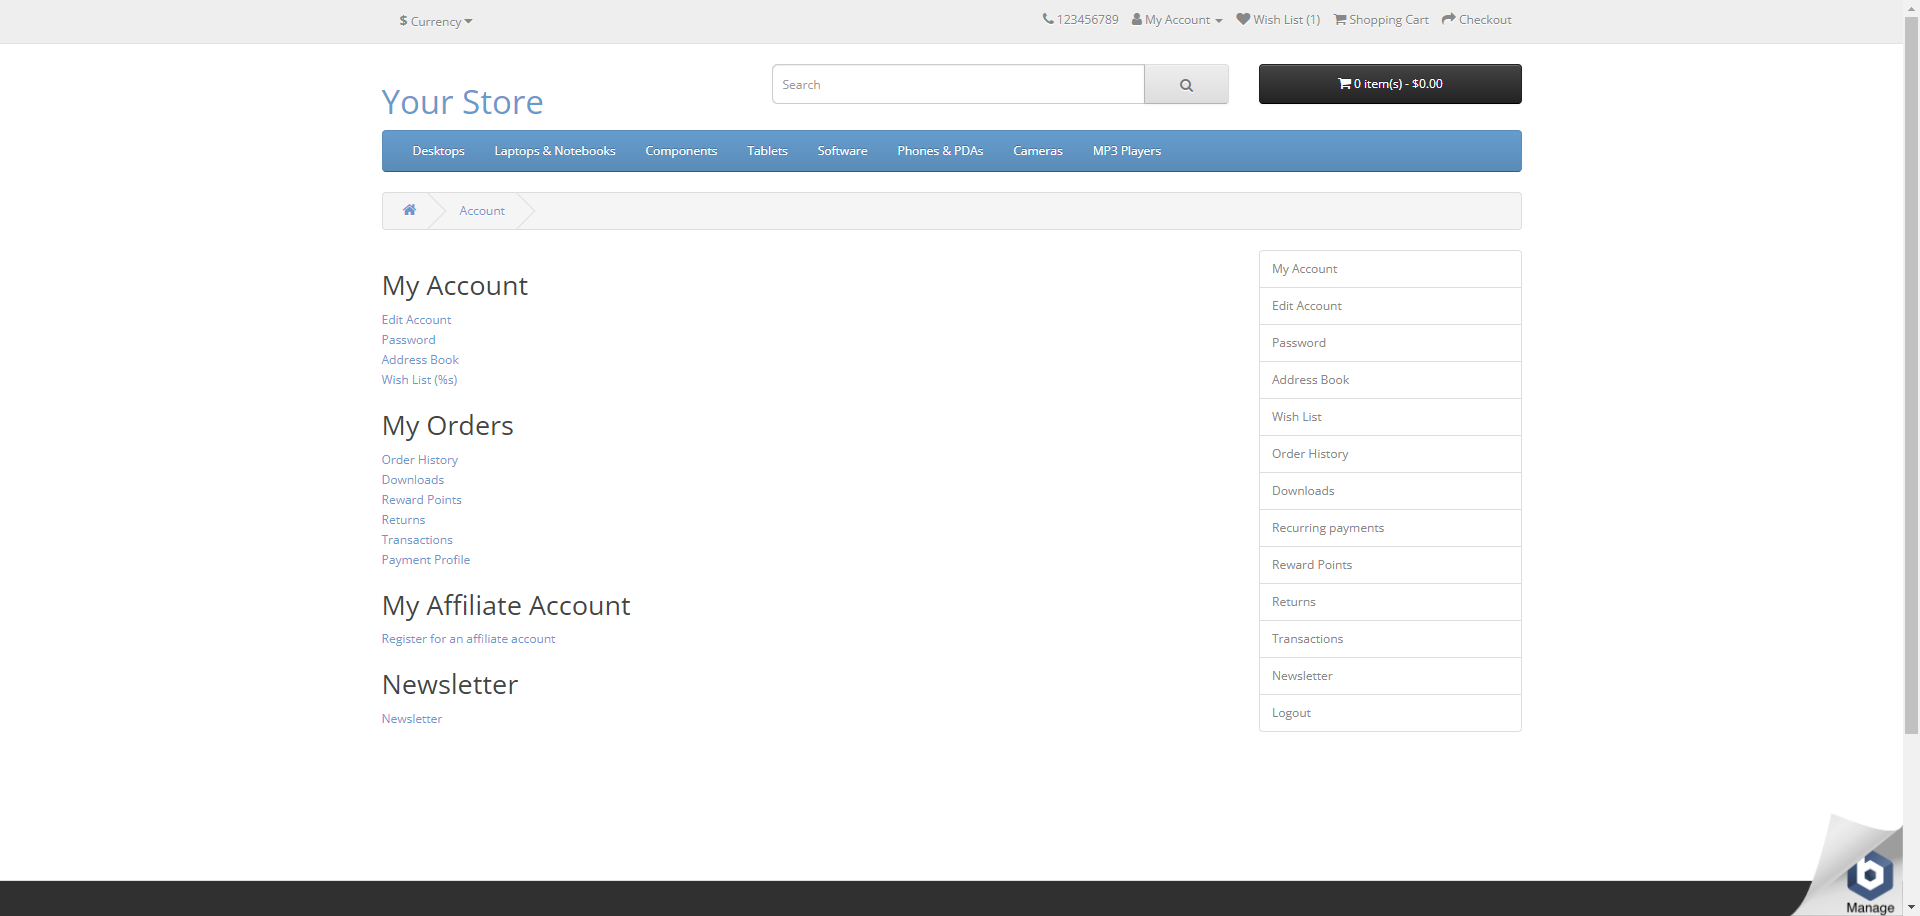 $ Currency
123456789 My Account Wish List (1) Shopping Cart Checkout
Your Store
Search
0 item(s) - $0.00
Desktops Laptops & Notebooks Components Tablets Software Phones & PDAs Cameras MP3 Players
Account
My Account
Edit Account
Password
Address Book
Wish List (%s)
My Orders
Order History
Downloads
Reward Points
Returns
Transactions
Payment Profile
My Affiliate Account
Register for an affiliate account
Newsletter
Newsletter
My Account
Edit Account
Password
Address Book
Wish List
Order History
Downloads
Recurring payments
Reward Points
Returns
Transactions
Newsletter
Logout
b
Manage